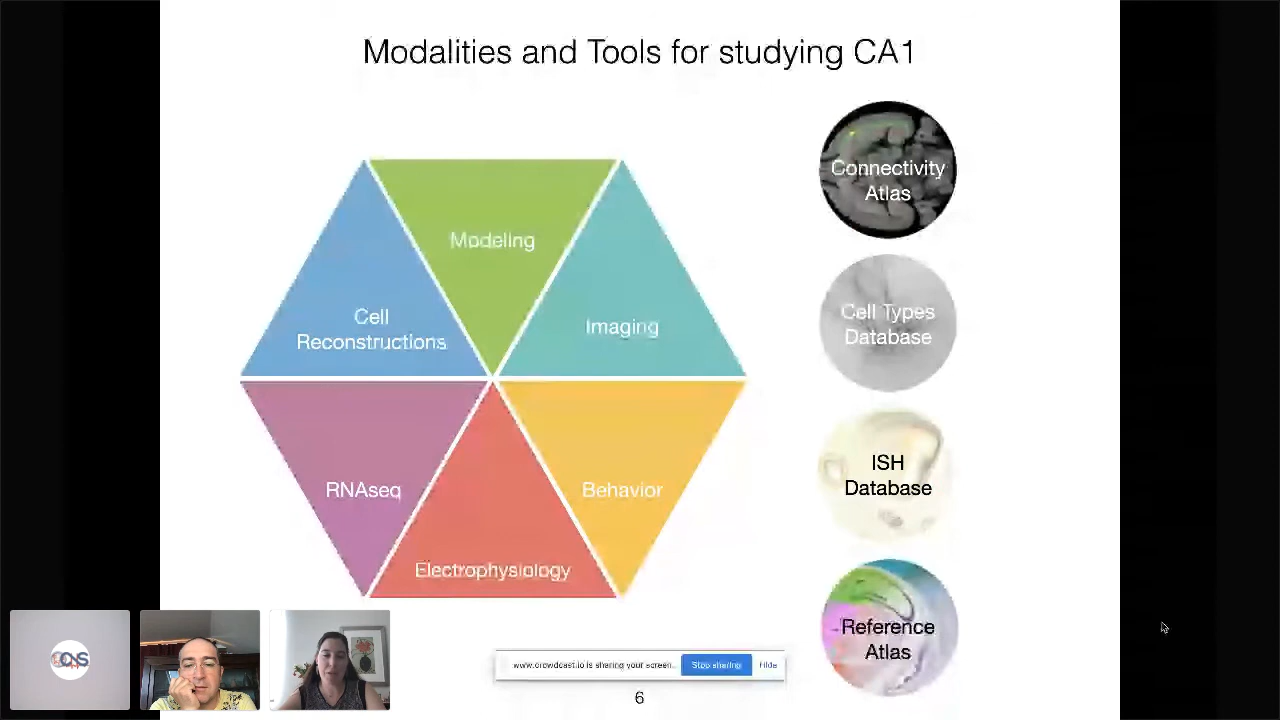 Modalities and Tools for studying CA1
Connectivity
Atlas
Modeling
Cell
Reconstructions
Imaging
Cell Types
Database
RNAseq
Behavior
ISH
Database
Electrophysiology
Reference
Atlas
www.crowdcast.io is sharing your screen.
Stop sharing
Hide
6